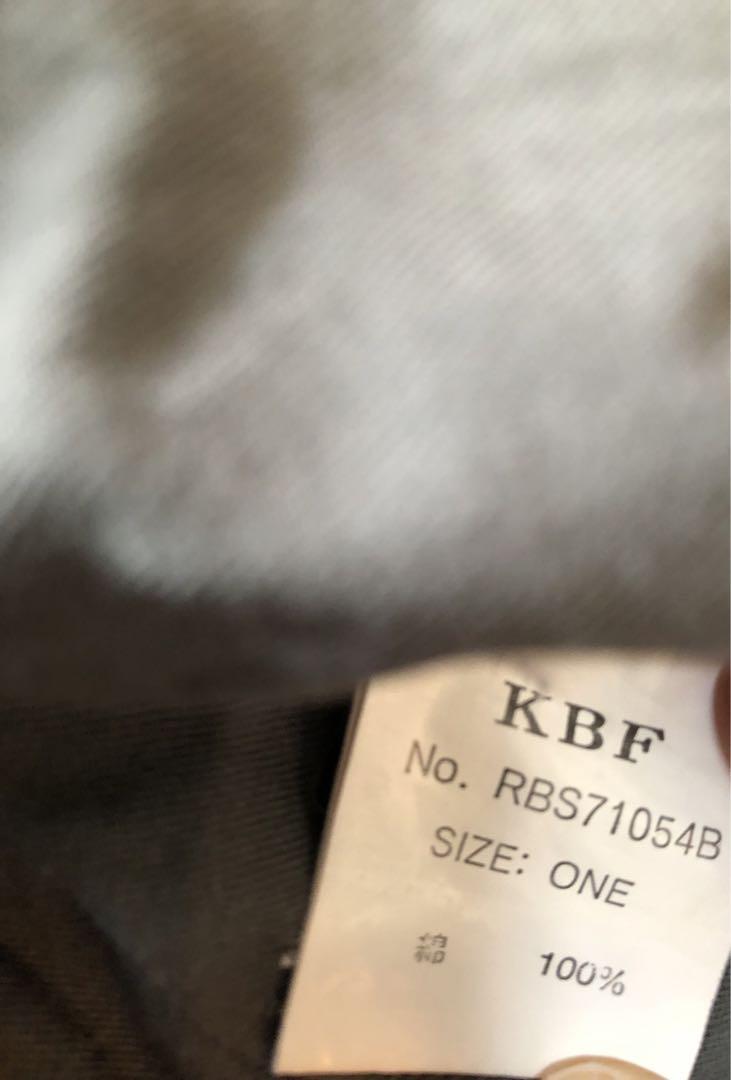 KBF
No. RBS71054B
SIZE: ONE
綿 100%